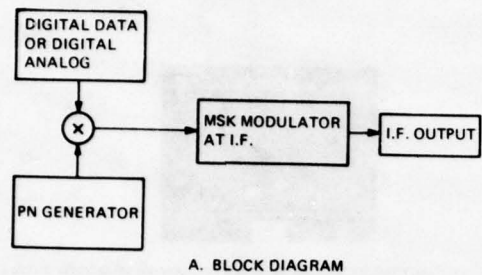 DIGITAL DATA
OR DIGITAL
ANALOG
X
MSK MODULATOR
AT I.F.
I.F. OUTPUT
PN GENERATOR
A. BLOCK DIAGRAM